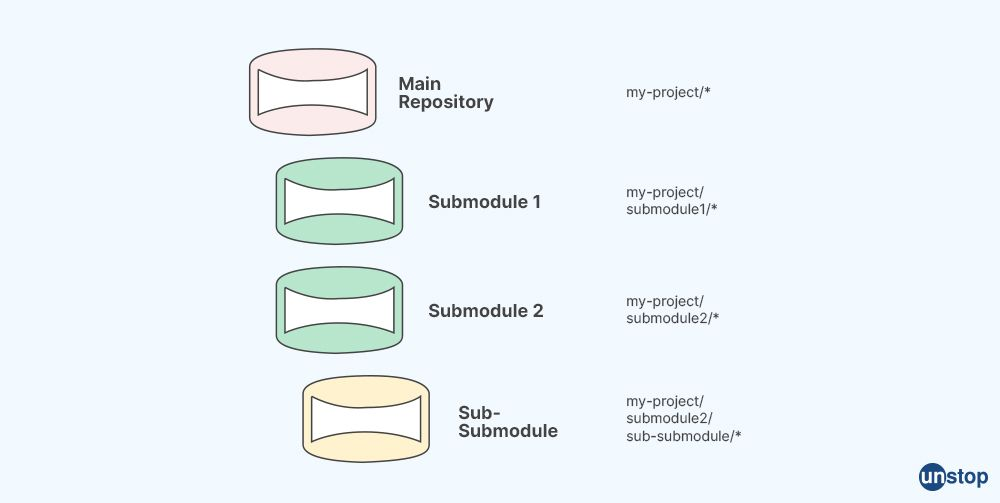 Main
Repository
my-project/*
Submodule 1
my-project/
submodule1/*
Submodule 2
my-project/
submodule2/*
Sub-
Submodule
my-project/
submodule2/
sub-submodule/*
unstop